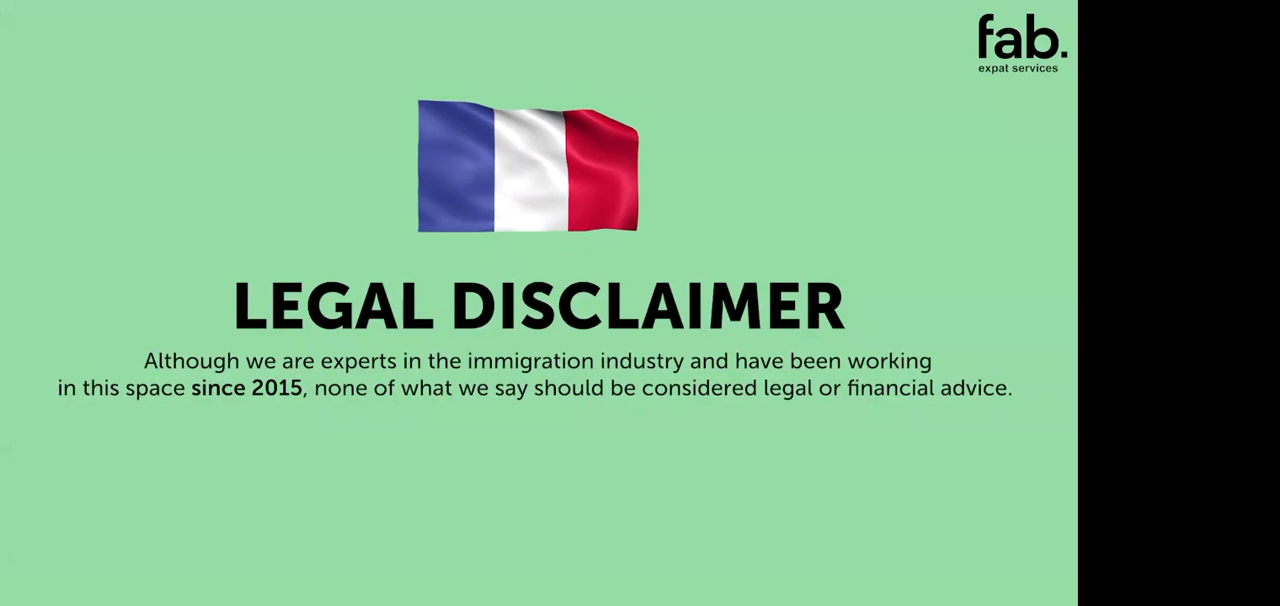 fab.
expat services
LEGAL DISCLAIMER
Although we are experts in the immigration industry and have been working
in this space since 2015, none of what we say should be considered legal or financial advice.